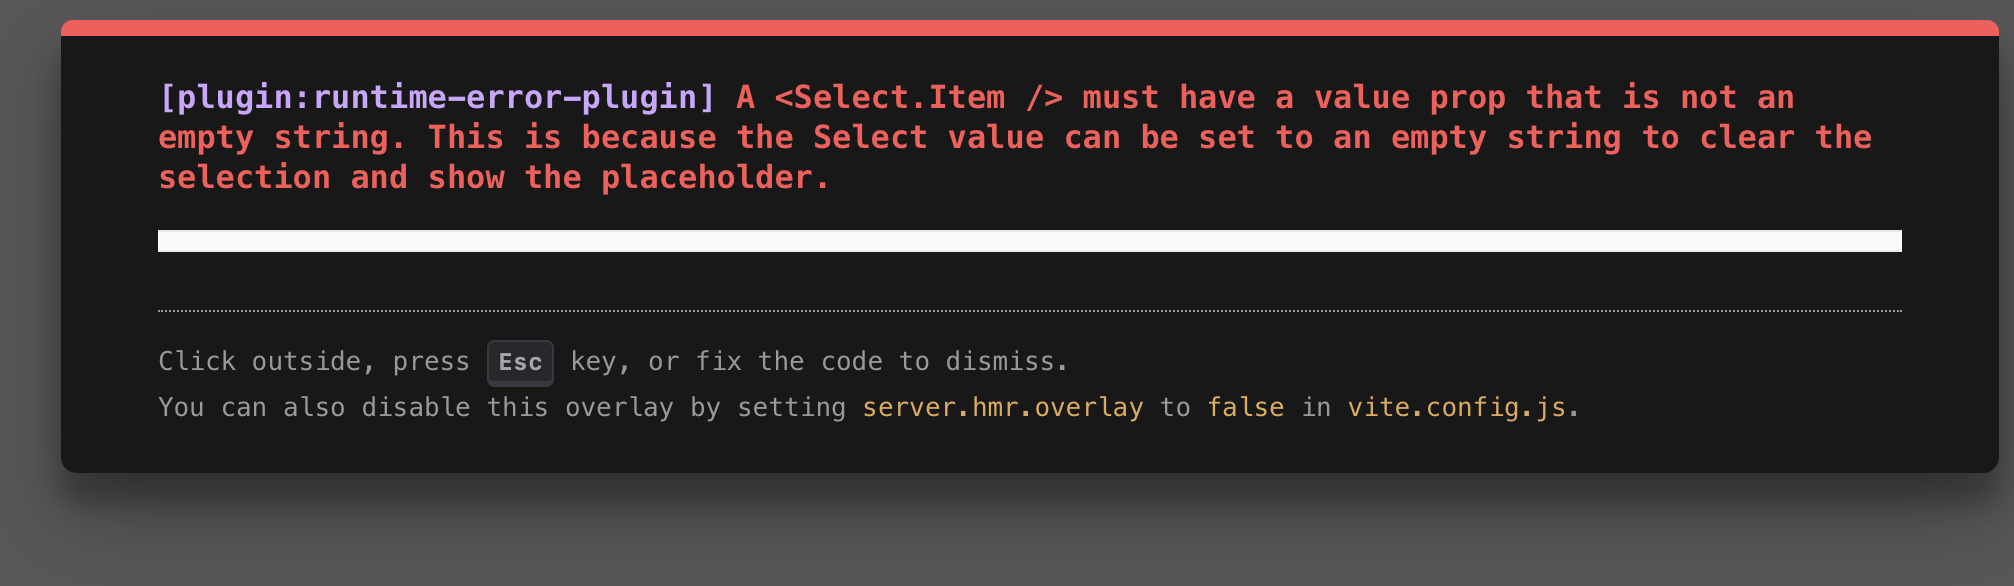 [plugin:runtime-error-plugin] A <Select.Item /> must have a value prop that is not an
empty string. This is because the Select value can be set to an empty string to clear the
selection and show the placeholder.
Click outside, press Esc key, or fix the code to dismiss.
You can also disable this overlay by setting server.hmr.overlay to false in vite.config.js.